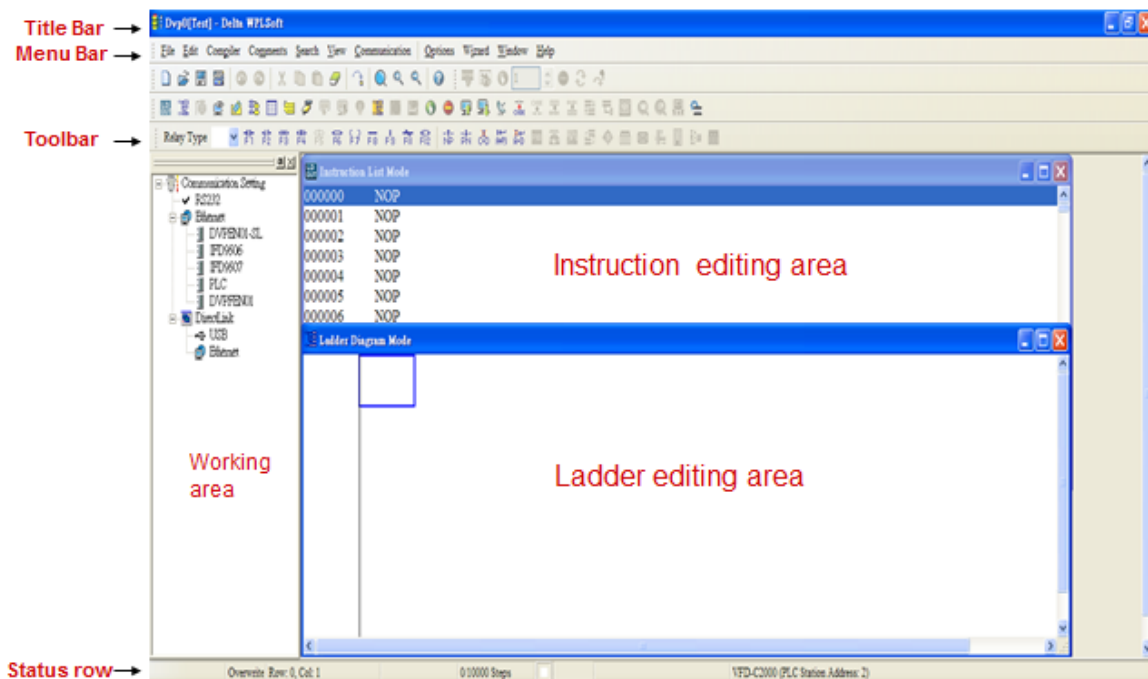 Title Bar
Dvp0[Test] - Delta WPLSoft
Menu Bar
File Edit Compiler Comments Search View Communication Options Wizard Window Help
Toolbar
Relay Type
Communication Setting
RS232
Ethernet
DVPEN01-SL
IFD9506
IFD9507
PLC
DVPFEN01
DirectLink
USB
Ethernet
Working
area
Instruction List Mode
000000 NOP
000001 NOP
000002 NOP
000003 NOP
000004 NOP
000005 NOP
000006 NOP
Instruction editing area
Ladder Diagram Mode
Ladder editing area
Status row
Overwrite Row: 0, Col: 1
0/10000 Steps
VFD-C2000 (PLC Station Address: 2)